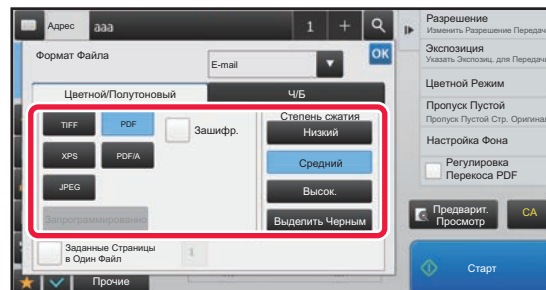 Адрес aaa 1 +
Формат Файла
E-mail
OK
Цветной/Полутоновый
Ч/Б
TIFF
PDF
Зашифр.
XPS
PDF/A
JPEG
Запрограммированно
Степень сжатия
Низкий
Средний
Высок.
Выделить Черным
Заданные Страницы
в Один Файл
1
Прочие
Разрешение
Изменить Разрешение Передач
Экспозиция
Указать Экспозиц. для Передачи
Цветной Режим
Пропуск Пустой
Пропуск Пустой Стр. Оригинал
Настройка Фона
Регулировка
Перекоса PDF
Предварит.
Просмотр
CA
Старт